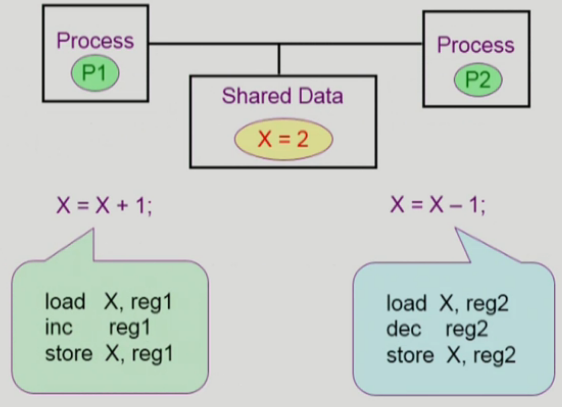 Process
P1
Process
P2
Shared Data
X = 2
X = X + 1;
X = X – 1;
load X, reg1
inc reg1
store X, reg1
load X, reg2
dec reg2
store X, reg2